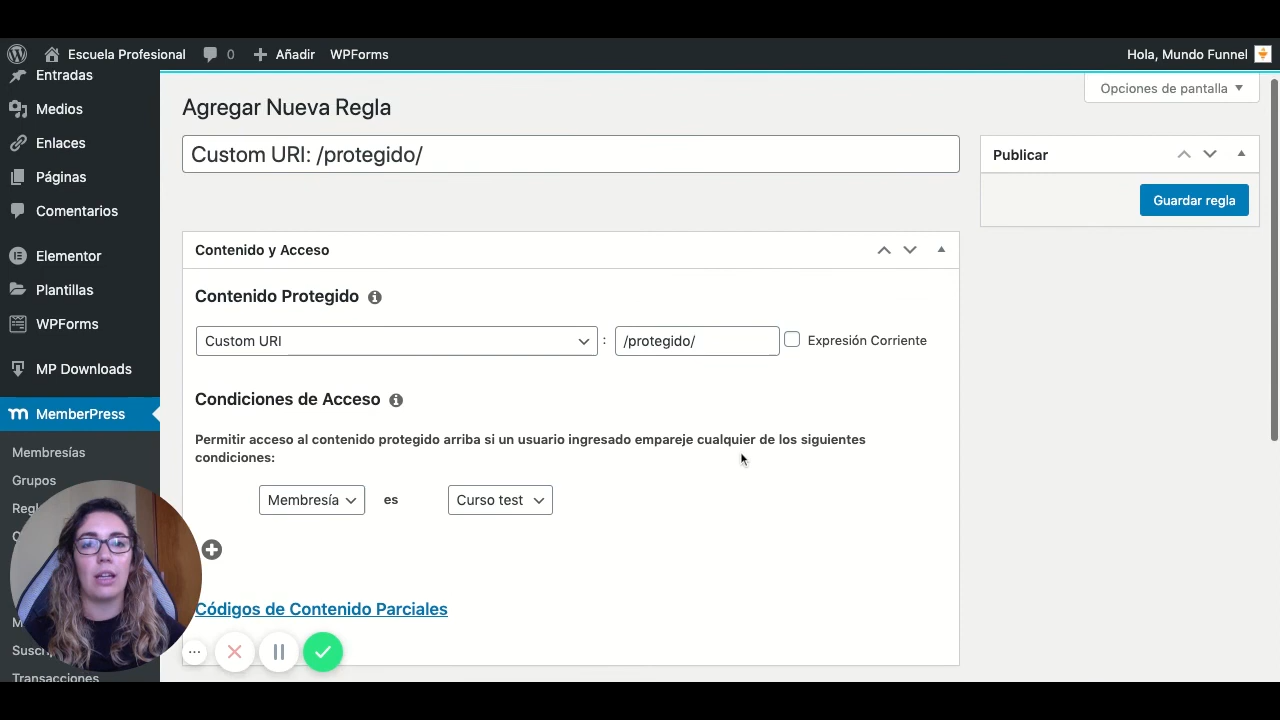 Escuela Profesional 0 Añadir WPForms Hola, Mundo Funnel
Entradas
Medios
Enlaces
Páginas
Comentarios
Elementor
Plantillas
WPForms
MP Downloads
MemberPress
Membresías
Grupos
Opciones de pantalla
Agregar Nueva Regla
Custom URI: /protegido/
Publicar
Guardar regla
Contenido y Acceso
Contenido Protegido
Custom URI : /protegido/ Expresión Corriente
Condiciones de Acceso
Permitir acceso al contenido protegido arriba si un usuario ingresado empareje cualquier de los siguientes
condiciones:
Membresía es Curso test
Códigos de Contenido Parciales
Transacciones